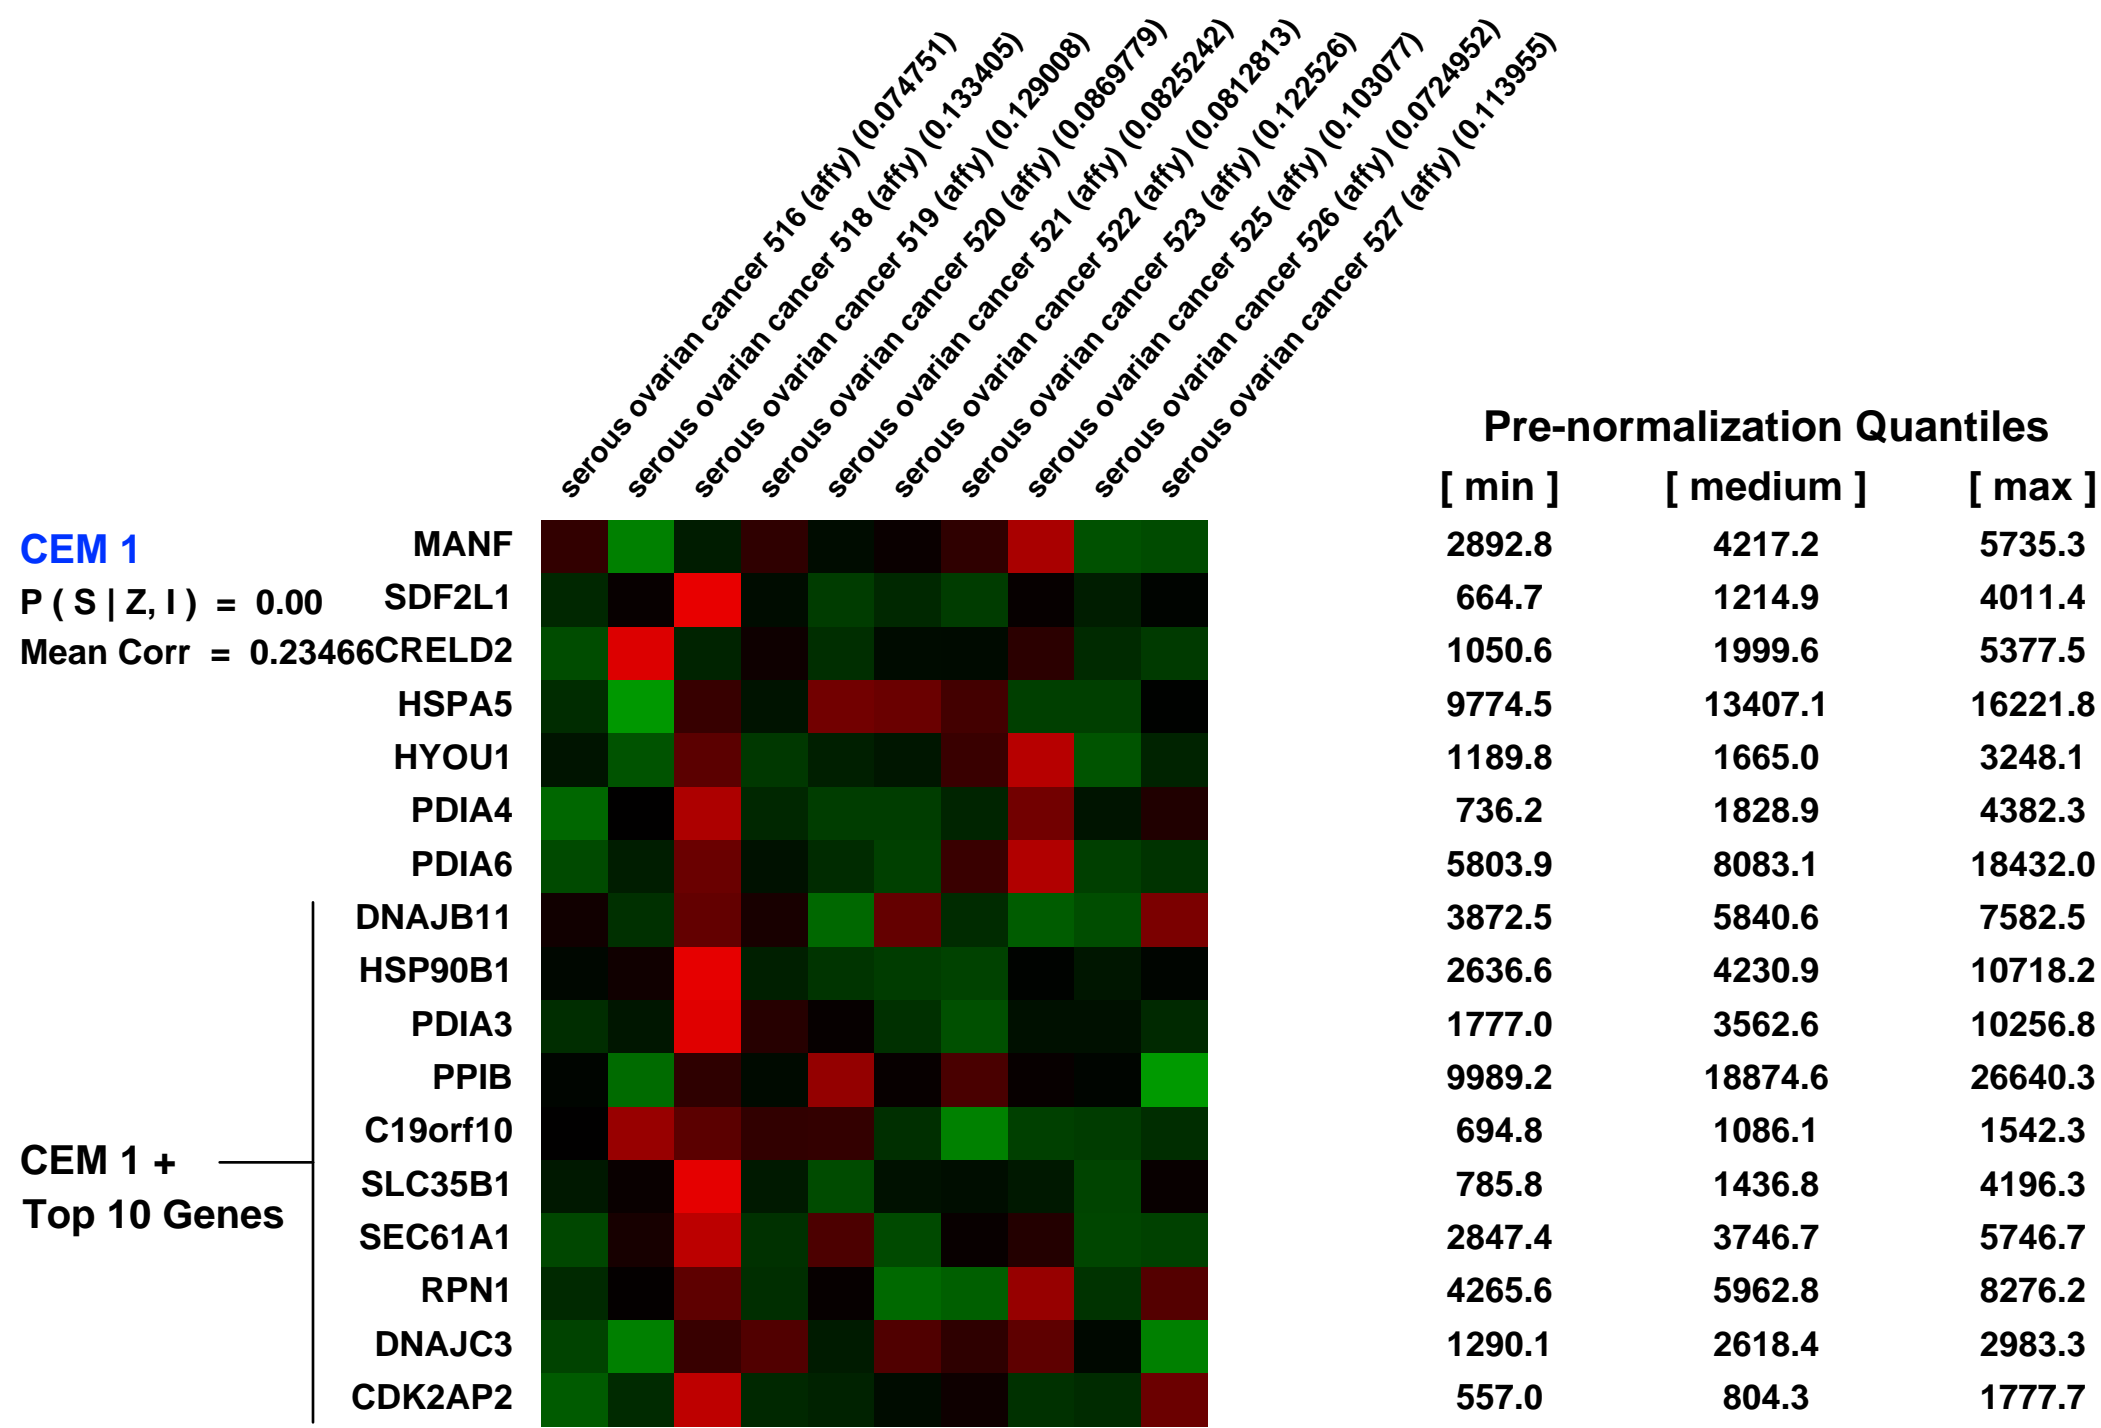 serous ovarian cancer 516 (affy) (0.074751)
serous ovarian cancer 518 (affy) (0.133405)
serous ovarian cancer 519 (affy) (0.129008)
serous ovarian cancer 520 (affy) (0.0869779)
serous ovarian cancer 521 (affy) (0.0825242)
serous ovarian cancer 522 (affy) (0.0812813)
serous ovarian cancer 523 (affy) (0.122526)
serous ovarian cancer 525 (affy) (0.103077)
serous ovarian cancer 526 (affy) (0.0724952)
serous ovarian cancer 527 (affy) (0.113955)
Pre-normalization Quantiles
[ min ] [ medium ] [ max ]
CEM 1 MANF 2892.8 4217.2 5735.3
P ( S | Z, I ) = 0.00 SDF2L1 664.7 1214.9 4011.4
Mean Corr = 0.23466 CRELD2 1050.6 1999.6 5377.5
HSPA5 9774.5 13407.1 16221.8
HYOU1 1189.8 1665.0 3248.1
PDIA4 736.2 1828.9 4382.3
PDIA6 5803.9 8083.1 18432.0
DNAJB11 3872.5 5840.6 7582.5
HSP90B1 2636.6 4230.9 10718.2
PDIA3 1777.0 3562.6 10256.8
PPIB 9989.2 18874.6 26640.3
C19orf10 694.8 1086.1 1542.3
CEM 1 +
SLC35B1 785.8 1436.8 4196.3
Top 10 Genes
SEC61A1 2847.4 3746.7 5746.7
RPN1 4265.6 5962.8 8276.2
DNAJC3 1290.1 2618.4 2983.3
CDK2AP2 557.0 804.3 1777.7